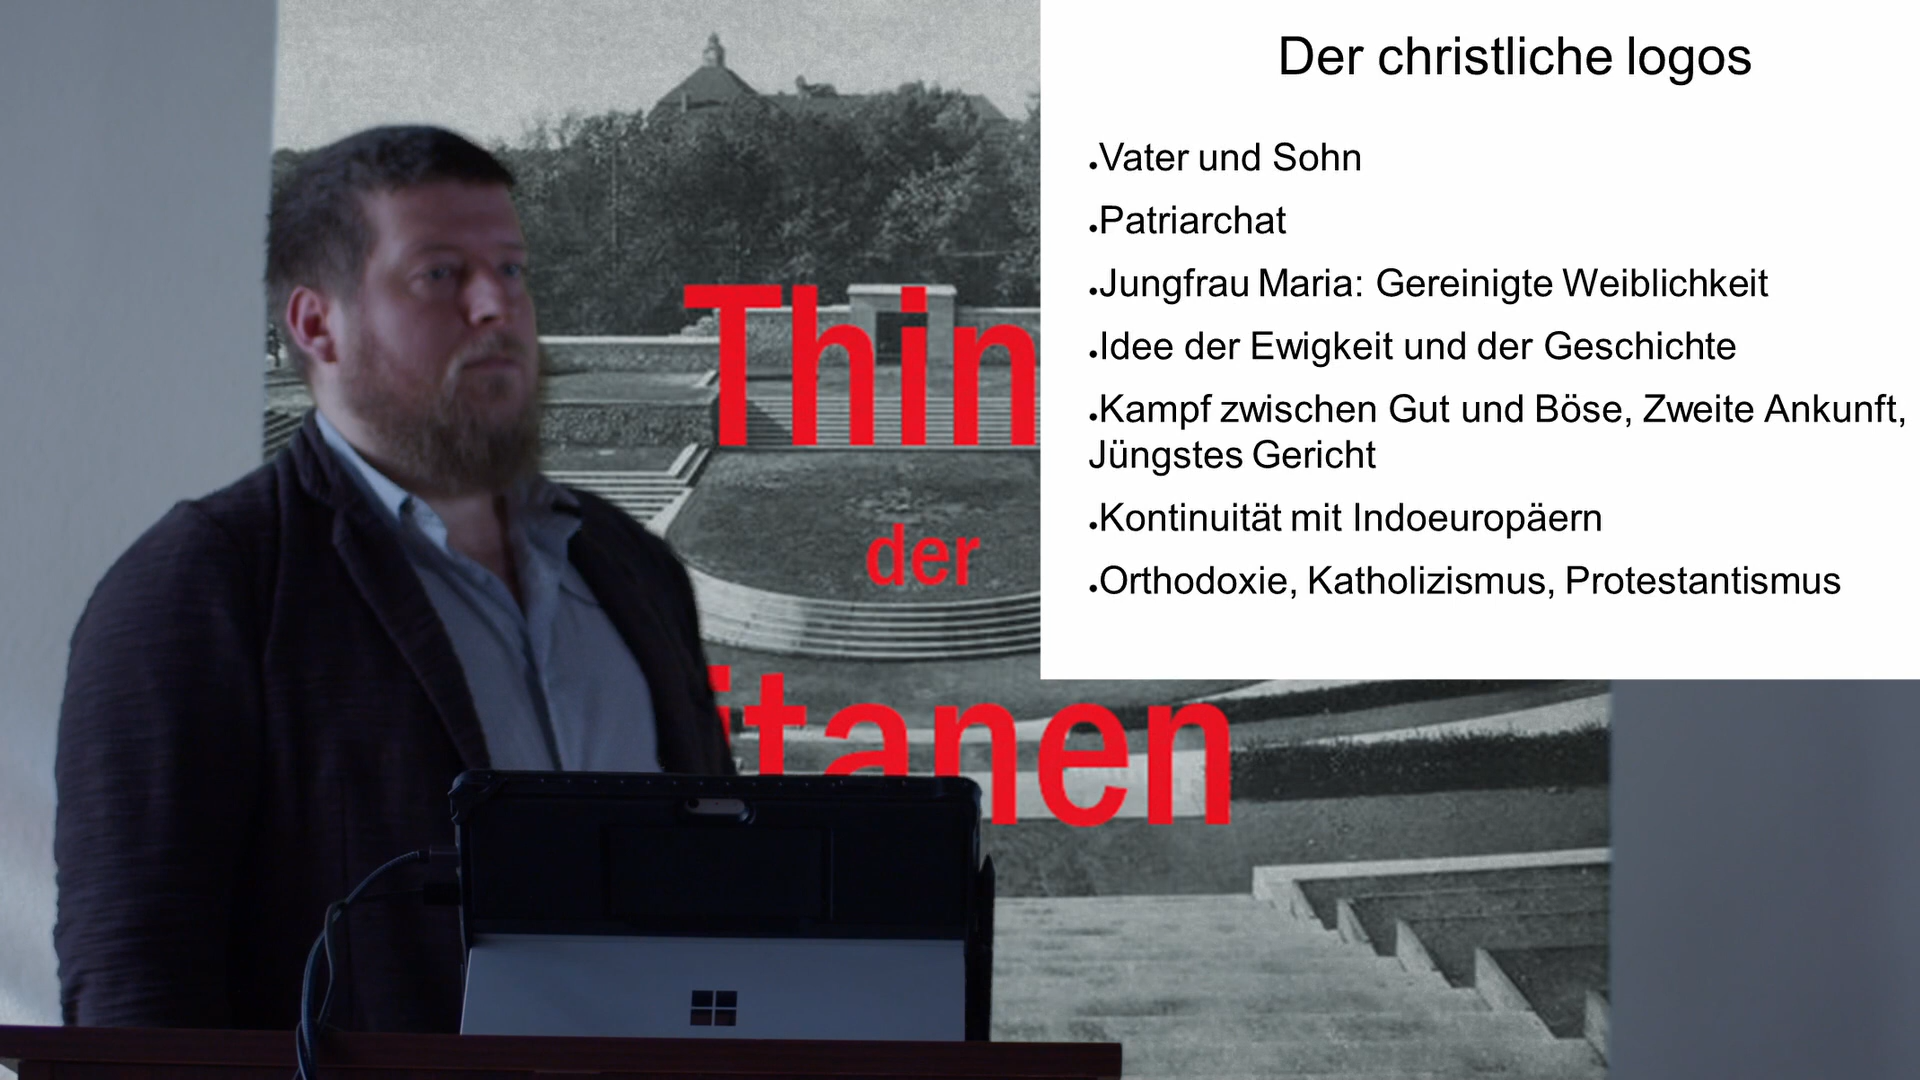 Der christliche logos
.Vater und Sohn
.Patriarchat
.Jungfrau Maria: Gereinigte Weiblichkeit
.Idee der Ewigkeit und der Geschichte
.Kampf zwischen Gut und Böse, Zweite Ankunft,
Jüngstes Gericht
.Kontinuität mit Indoeuropäern
.Orthodoxie, Katholizismus, Protestantismus
Thin
der
itanen